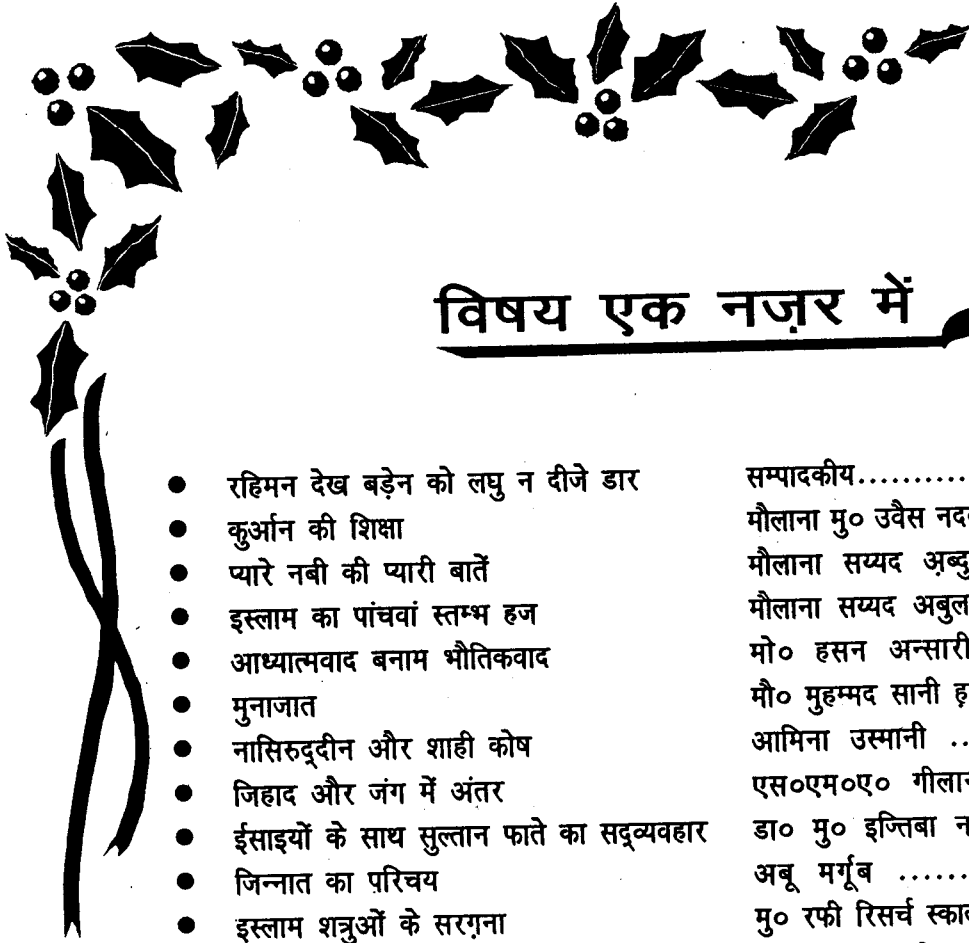 विषय एक नज़र में
● रहिमन देख बड़ेन को लघु न दीजे डार सम्पादकीय..........
● कुर्आन की शिक्षा मौलाना मु० उवैस
● प्यारे नबी की प्यारी बातें मौलाना सय्यद
● इस्लाम का पांचवां स्तम्भ हज मौलाना सय्यद अबुल
● आध्यात्मवाद बनाम भौतिकवाद मो० हसन अन्सारी
● मुनाजात मौ० मुहम्मद सानी
● नासिरुद्दीन और शाही कोष आमिना उस्मानी ..
● जिहाद और जंग में अंतर एस०एम०ए०
● ईसाइयों के साथ सुल्तान फाते का सद्व्यवहार डा० मु० इज्तिबा
● जिन्नात का परिचय अबू मर्गूब .......
● इस्लाम शत्रुओं के सरग़ना मु० रफी रिसर्च